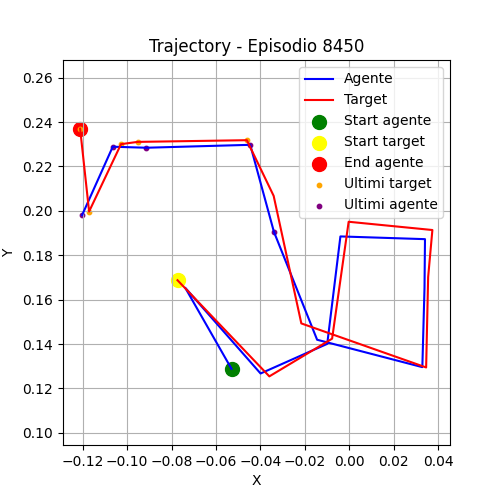 Trajectory - Episodio 8450
Agente
Target
Start agente
Start target
End agente
Ultimi target
Ultimi agente
0.26
0.24
0.22
0.20
0.18
0.16
0.14
0.12
0.10
Y
−0.12 −0.10 −0.08 −0.06 −0.04 −0.02 0.00 0.02 0.04
X